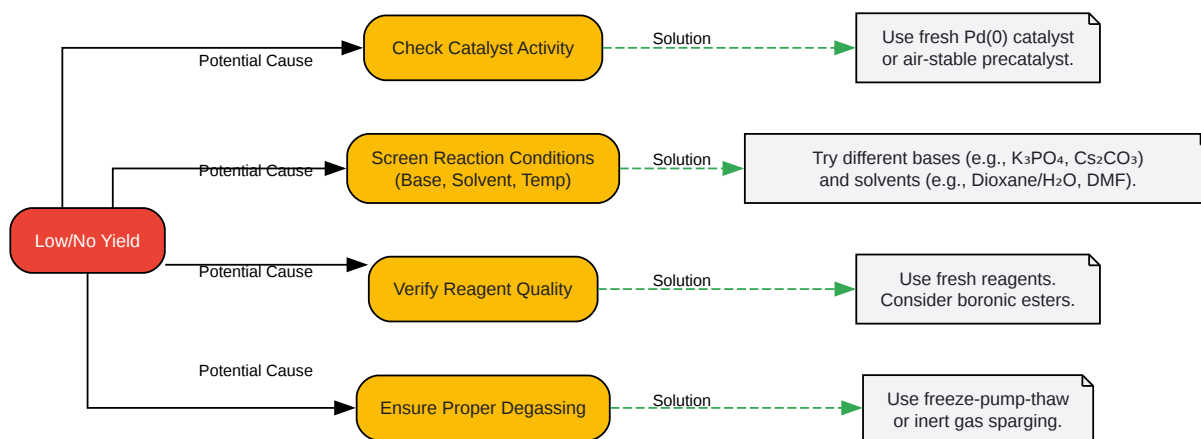 Check Catalyst Activity
Potential Cause
Solution
Use fresh Pd(0) catalyst
or air-stable precatalyst.
Screen Reaction Conditions
(Base, Solvent, Temp)
Potential Cause
Solution
Try different bases (e.g., K₃PO₄, Cs₂CO₃)
and solvents (e.g., Dioxane/H₂O, DMF).
Low/No Yield
Potential Cause
Verify Reagent Quality
Solution
Use fresh reagents.
Consider boronic esters.
Potential Cause
Ensure Proper Degassing
Solution
Use freeze-pump-thaw
or inert gas sparging.